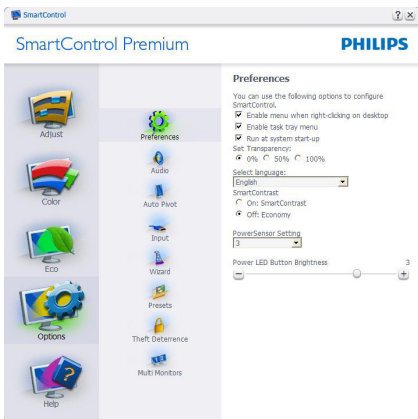 SmartControl
SmartControl Premium
PHILIPS
Adjust
Color
Eco
Options
Help
Preferences
Audio
Auto Pivot
Input
Wizard
Presets
Theft Deterrence
Multi Monitors
Preferences
You can use the following options to configure
SmartControl.
Enable menu when right-clicking on desktop
Enable task tray menu
Run at system start-up
Set Transparency:
0% 50% 100%
Select language:
English
SmartContrast
On: SmartContrast
Off: Economy
PowerSensor Setting
3
Power LED Button Brightness 3